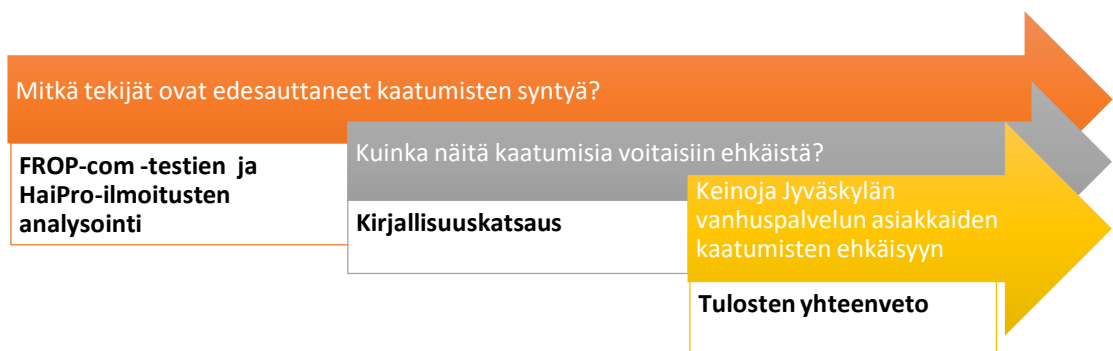 Mitkä tekijät ovat edesauttaneet kaatumisten syntyä?
FROP-com -testien ja
HaiPro-ilmoitusten
analysointi
Kuinka näitä kaatumisia voitaisiin ehkäistä?
Kirjallisuuskatsaus
Keinoja Jyväskylän
vanhuspalvelun asiakkaiden
kaatumisten ehkäisyyn
Tulosten yhteenveto